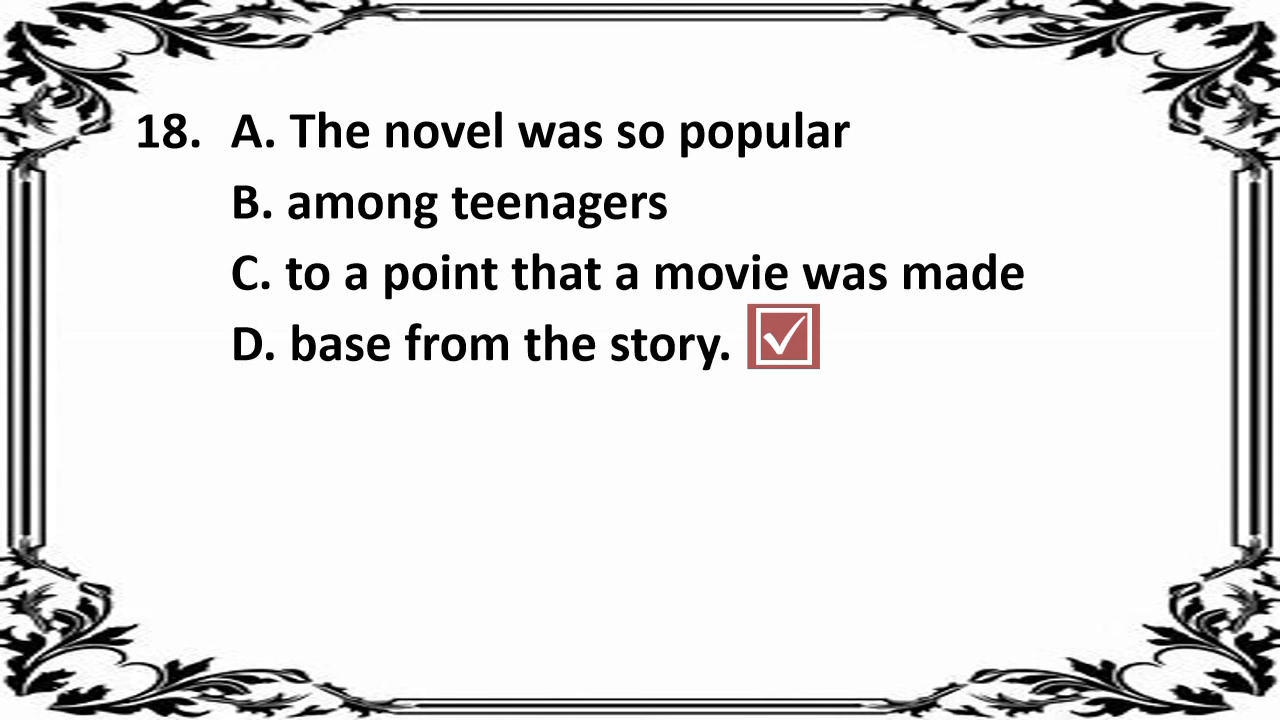 18. A. The novel was so popular
B. among teenagers
C. to a point that a movie was made
D. base from the story.